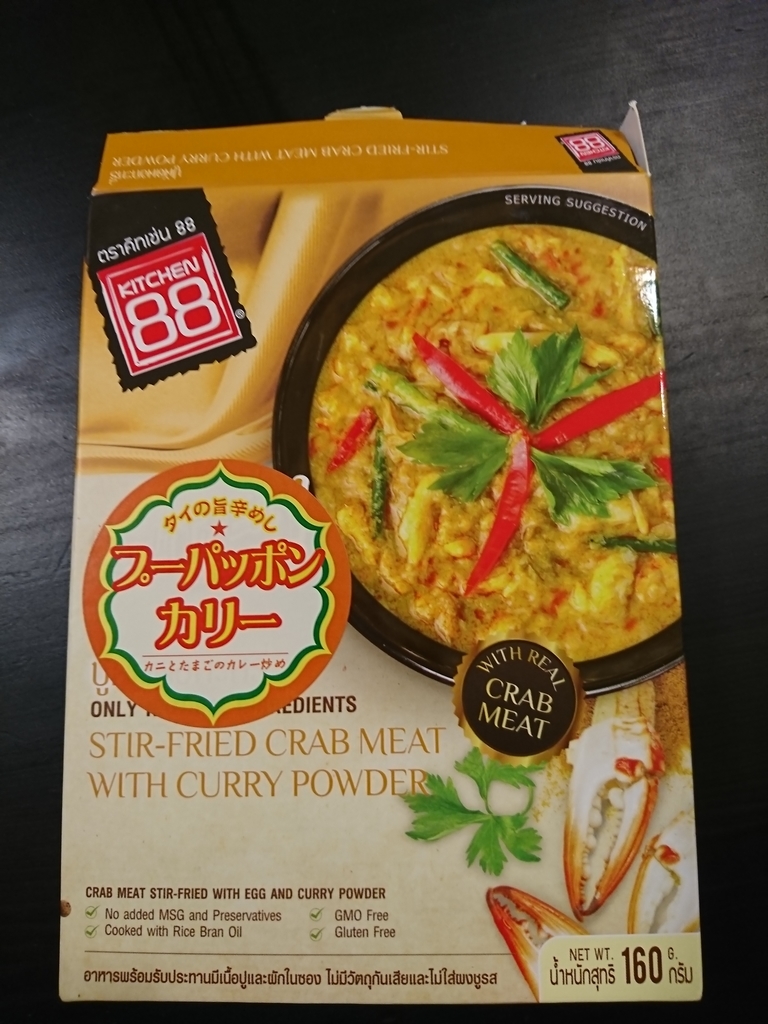 STIR-FRIED CRAB MEAT WITH CURRY POWDER
88
SERVING SUGGESTION
ตราคิทเช่น 88
KITCHEN
88
®
タイの旨辛めし
プーパッポン
カリー
カニとたまごのカレー炒め
WITH REAL
CRAB
MEAT
ONLY
STIR-FRIED CRAB MEAT
WITH CURRY POWDER
CRAB MEAT STIR-FRIED WITH EGG AND CURRY POWDER
No added MSG and Preservatives
GMO Free
Cooked with Rice Bran Oil
Gluten Free
อาหารพร้อมรับประทานมีเนื้อปูและผักในซอง ไม่มีวัตถุกันเสียและไม่ใส่ผงชูรส
NET WT. 160 G.
น้ำหนักสุทธิ กรัม